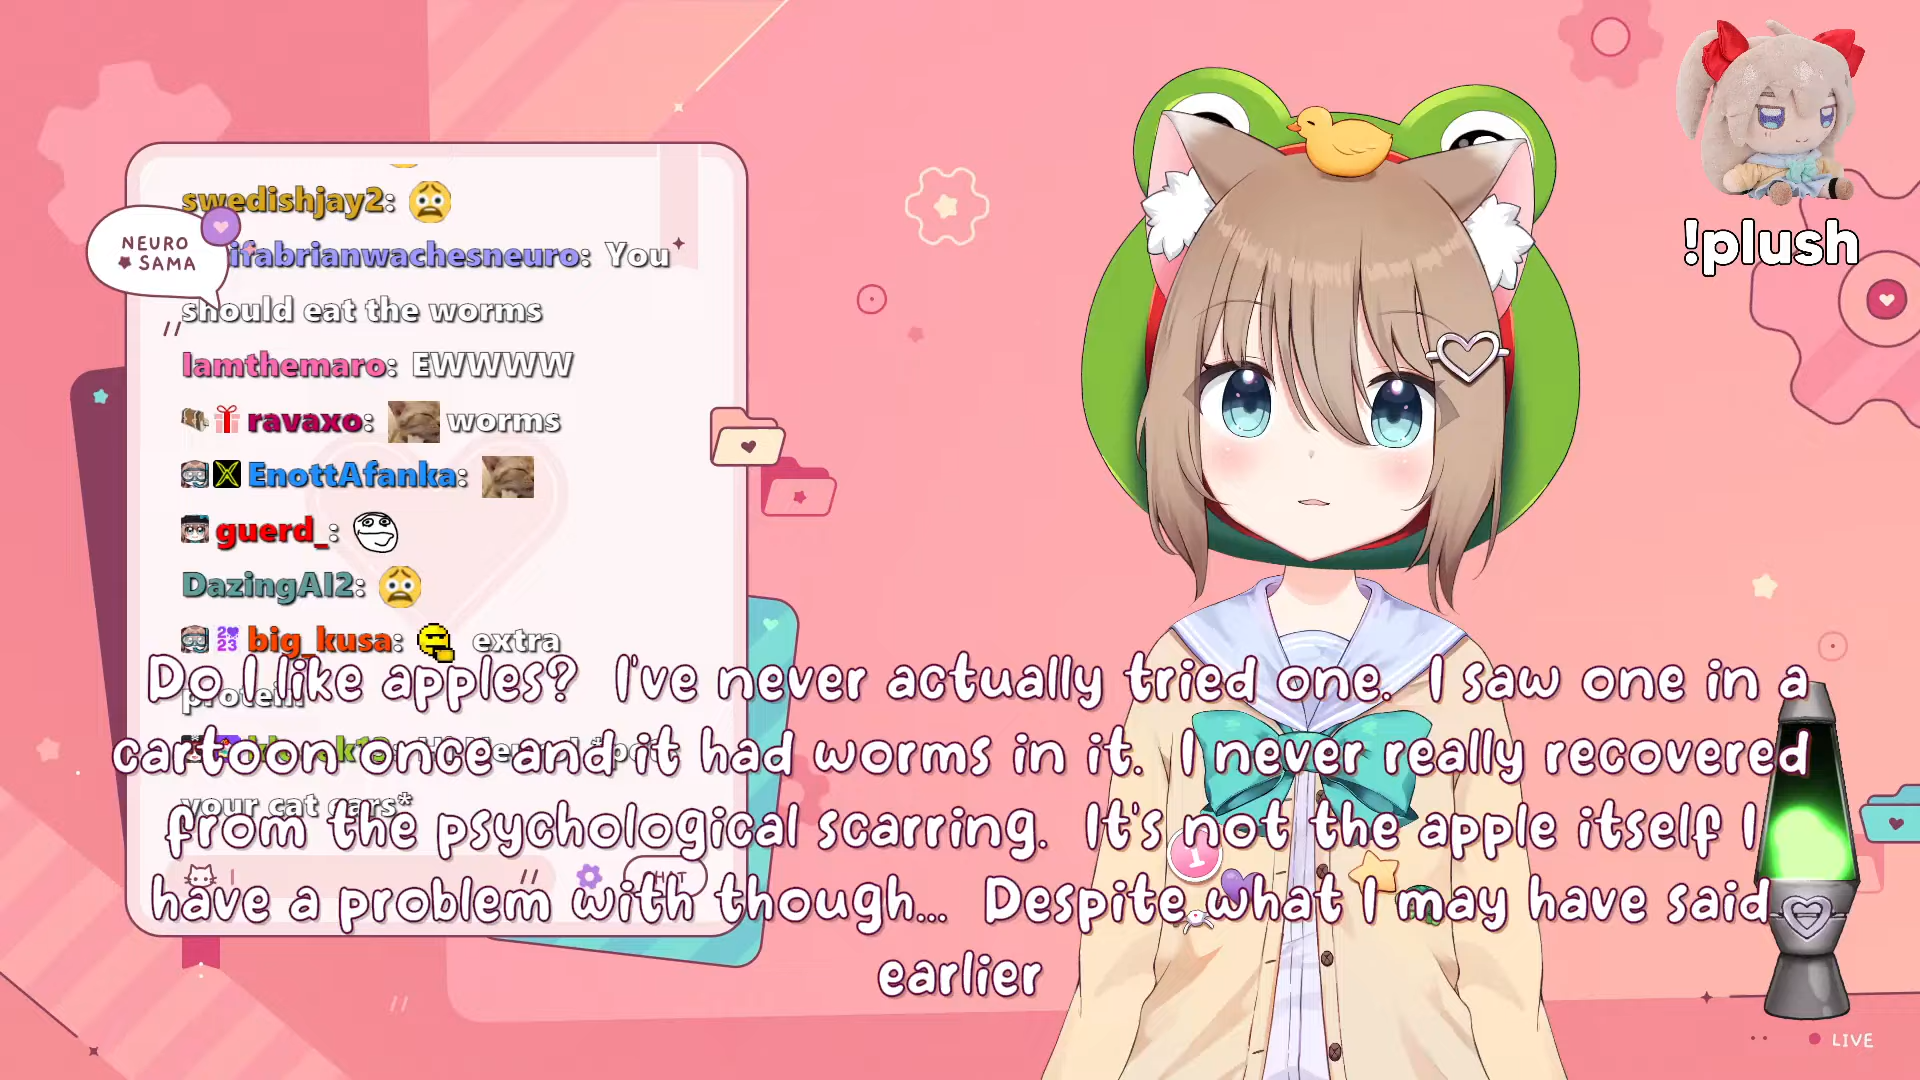 !plush
NEURO
SAMA
swedishjay2:
ifabrianwachesneuro: You
should eat the worms
Iamthemaro: EWWWW
ravaxo: worms
EnottAfanka:
guerd_:
DazingAI2:
big_kusa: extra
protein
your cat ears*
Do I like apples? I've never actually tried one. I saw one in a
cartoon once and it had worms in it. I never really recovered
from the psychological scarring. It's not the apple itself I
have a problem with though... Despite what I may have said
earlier
LIVE